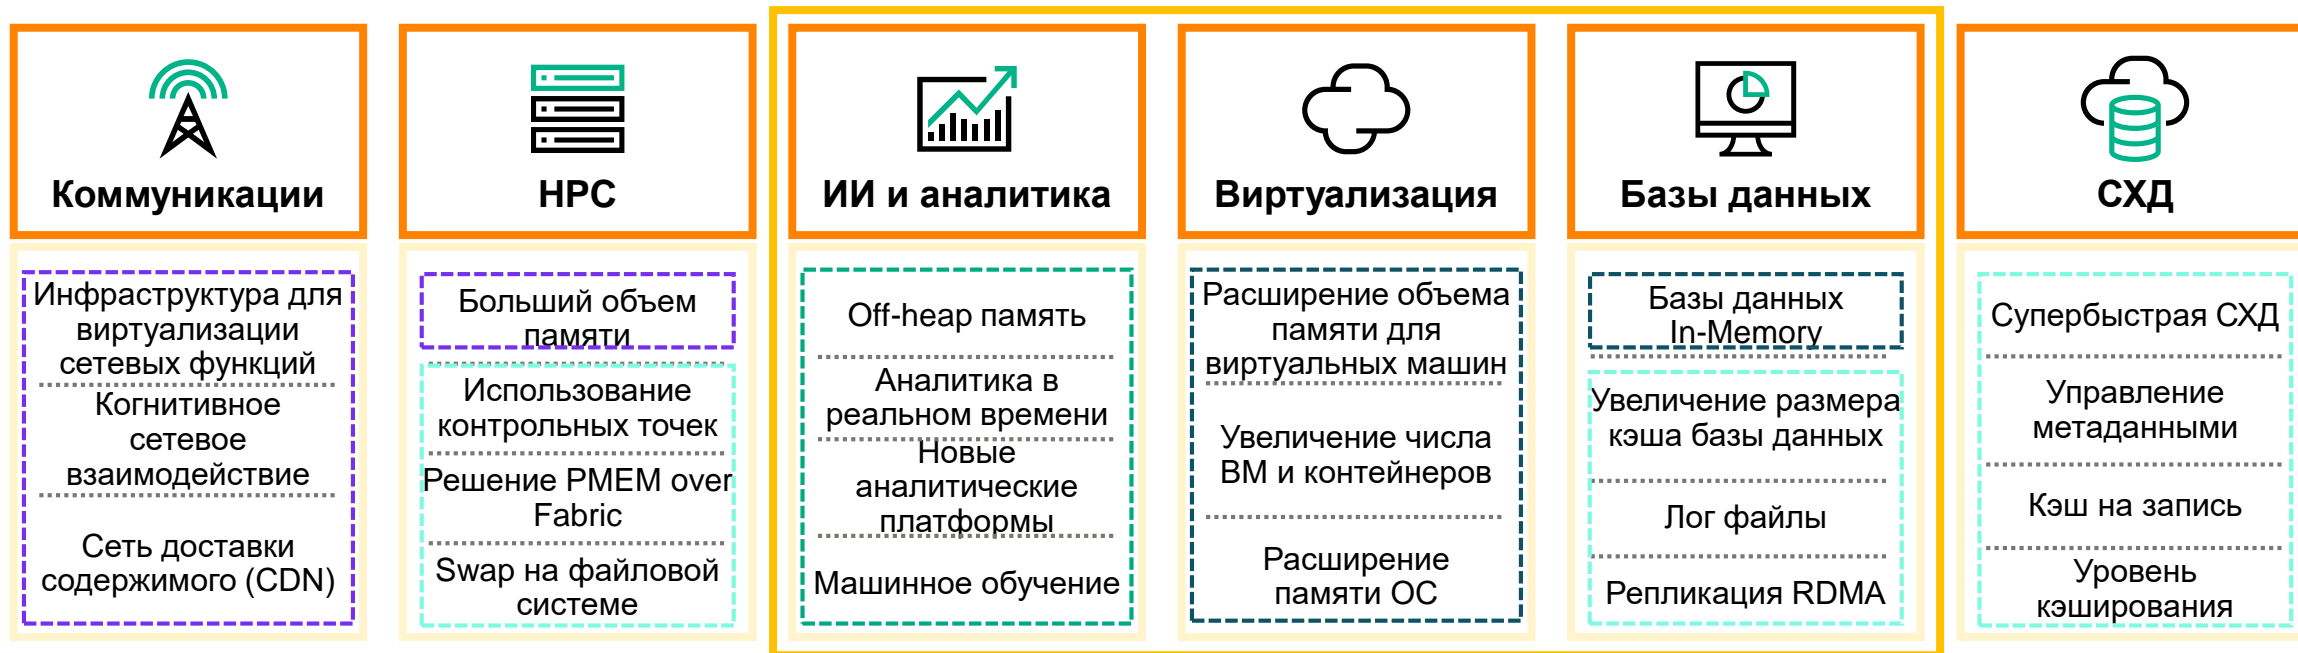 Коммуникации
Инфраструктура для
виртуализации
сетевых функций
Когнитивное
сетевое
взаимодействие
Сеть доставки
содержимого (CDN)
HPC
Больший объем
памяти
Использование
контрольных точек
Решение PMEM over
Fabric
Swap на файловой
системе
ИИ и аналитика
Off-heap память
Аналитика в
реальном времени
Новые
аналитические
платформы
Машинное обучение
Виртуализация
Расширение объема
памяти для
виртуальных машин
Увеличение числа
ВМ и контейнеров
Расширение
памяти ОС
Базы данных
Базы данных
In-Memory
Увеличение размера
кэша базы данных
Лог файлы
Репликация RDMA
СХД
Супербыстрая СХД
Управление
метаданными
Кэш на запись
Уровень
кэширования